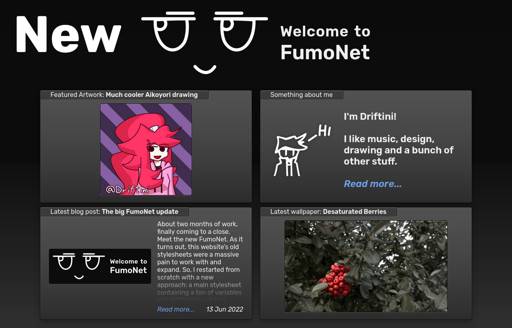 New
Welcome to
FumoNet
Featured Artwork: Much cooler Aikoyori drawing
@Driftini
Something about me
HI
I'm Driftini!
I like music, design,
drawing and a bunch of
other stuff.
Read more...
Latest blog post: The big FumoNet update
Welcome to
FumoNet
About two months of work,
finally coming to a close.
Meet the new FumoNet. As it
turns out, this website's old
stylesheets were a massive
pain to work with and
expand. So, I restarted from
scratch with a new
approach: a main stylesheet
containing a ton of variables
Read more...
13 Jun 2022
Latest wallpaper: Desaturated Berries